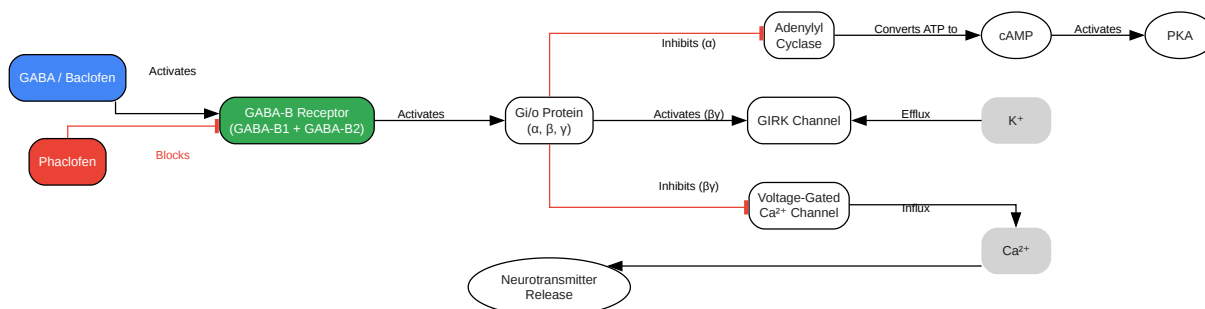 GABA / Baclofen
Activates
Phaclofen
Blocks
GABA-B Receptor
(GABA-B1 + GABA-B2)
Activates
Gi/o Protein
(α, β, γ)
Inhibits (α)
Adenylyl
Cyclase
Converts ATP to
cAMP
Activates
PKA
Activates (βγ)
GIRK Channel
Efflux
K⁺
Inhibits (βγ)
Voltage-Gated
Ca²⁺ Channel
Influx
Ca²⁺
Neurotransmitter
Release